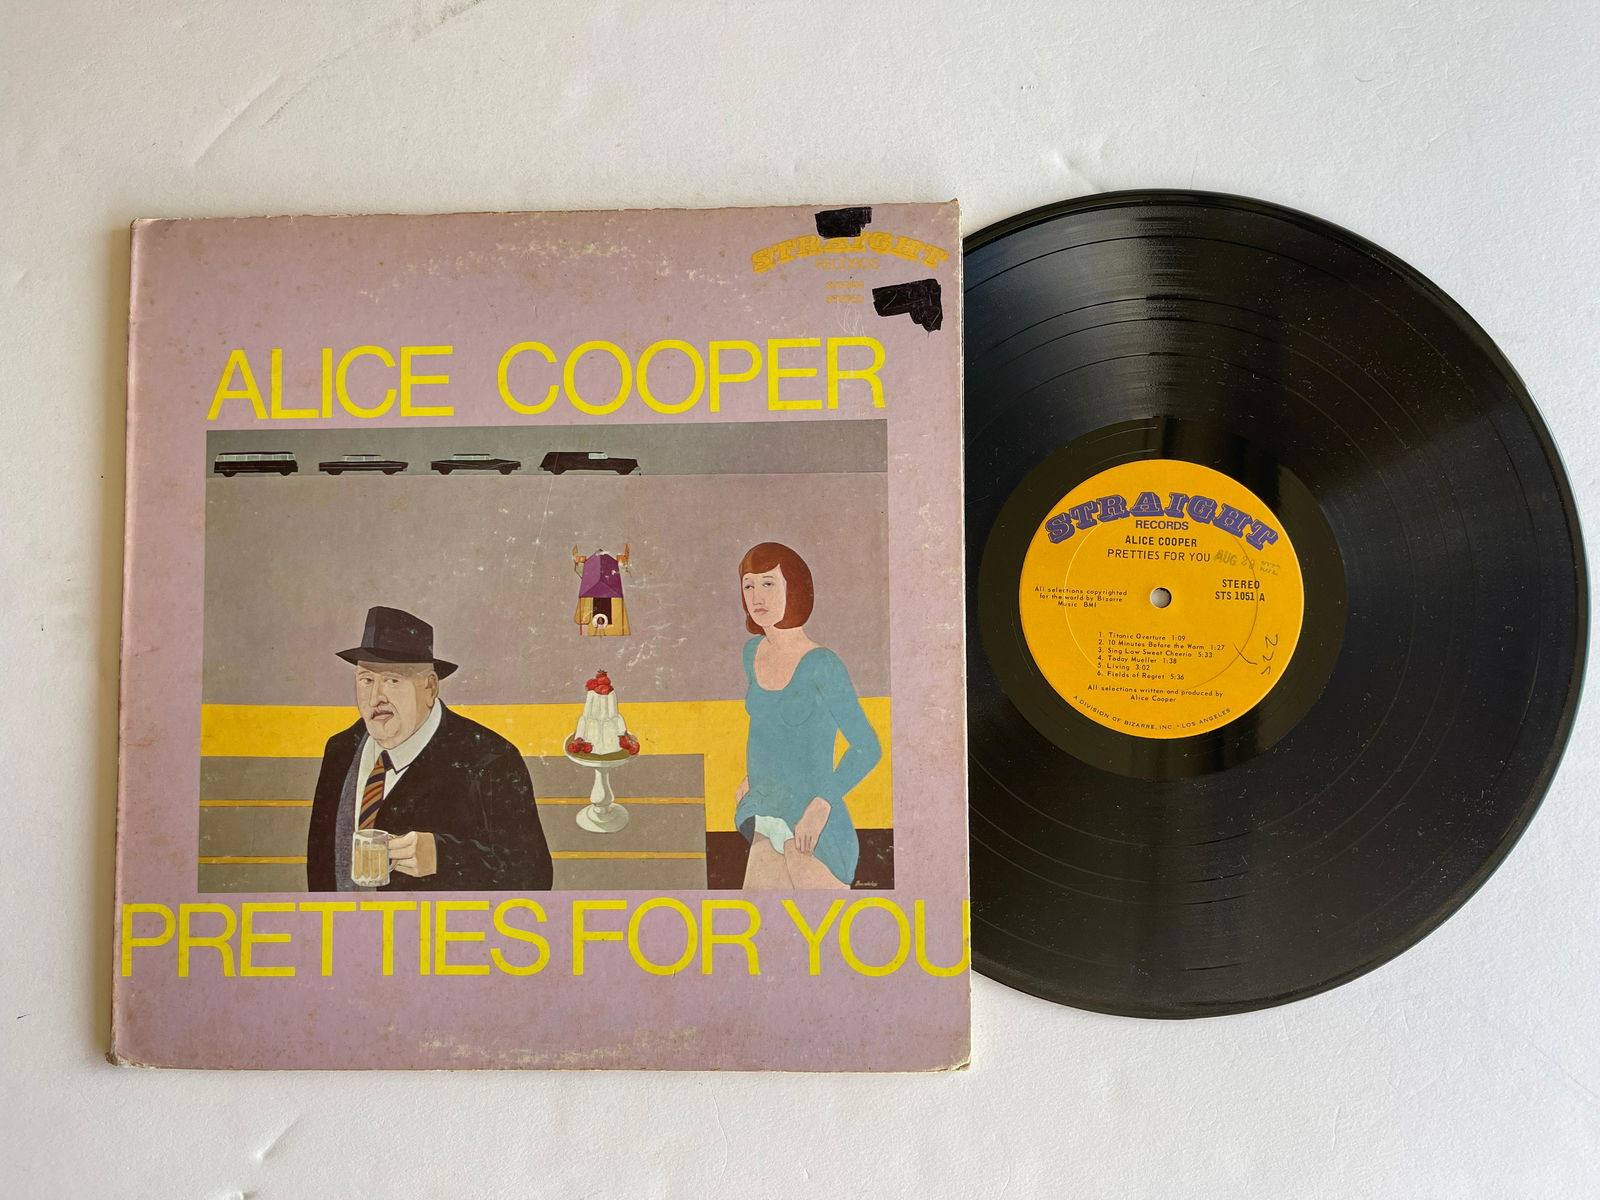 STRAIGHT
RECORDS
STEREO
ALICE COOPER
PRETTIES FOR YOU
STRAIGHT
RECORDS
ALICE COOPER
PRETTIES FOR YOU
AUG 20
STEREO
STS 1051 A
All selections copyrighted
for the world by Bizarre
Music BMI
1. Titanic Overture 1:09
2. 10 Minutes Before the Worm 1:27
3. Sing Low Sweet Cheerio 5:33
4. Today Mueller 1:38
5. Living 3:02
6. Fields of Regret 5:36
All selections written and produced by
Alice Cooper
A DIVISION OF BIZARRE, INC. • LOS ANGELES